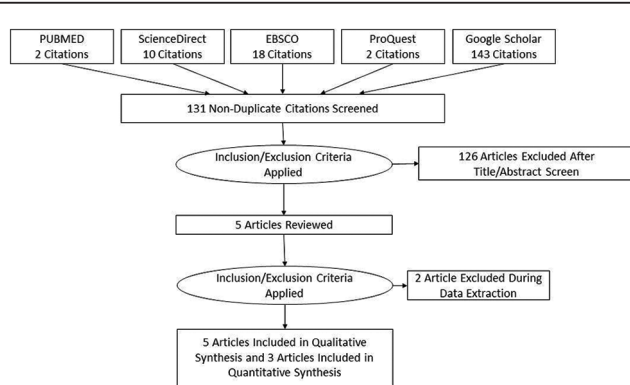 PUBMED
2 Citations
ScienceDirect
10 Citations
EBSCO
18 Citations
ProQuest
2 Citations
Google Scholar
143 Citations
131 Non-Duplicate Citations Screened
Inclusion/Exclusion Criteria
Applied
126 Articles Excluded After
Title/Abstract Screen
5 Articles Reviewed
Inclusion/Exclusion Criteria
Applied
2 Article Excluded During
Data Extraction
5 Articles Included in Qualitative
Synthesis and 3 Articles Included in
Quantitative Synthesis